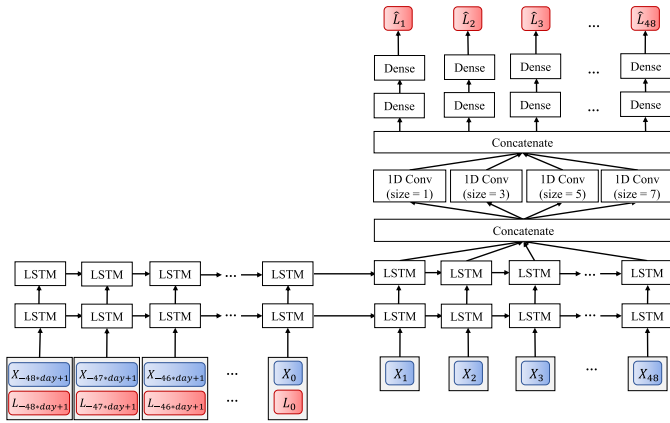 L̂₁ L̂₂ L̂₃ ... L̂₄₈
Dense Dense Dense ... Dense
Dense Dense Dense ... Dense
Concatenate
1D Conv 1D Conv 1D Conv 1D Conv
(size = 1) (size = 3) (size = 5) (size = 7)
Concatenate
LSTM LSTM LSTM ... LSTM LSTM LSTM LSTM ... LSTM
LSTM LSTM LSTM ... LSTM LSTM LSTM LSTM ... LSTM
X₋₄₈∗day₊₁ X₋₄₇∗day₊₁ X₋₄₆∗day₊₁ ... X₀ X₁ X₂ X₃ ... X₄₈
L₋₄₈∗day₊₁ L₋₄₇∗day₊₁ L₋₄₆∗day₊₁ ... L₀